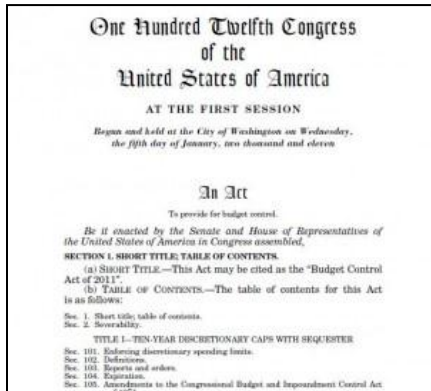 One Hundred Twelfth Congress
of the
United States of America
AT THE FIRST SESSION
Begun and held at the City of Washington on Wednesday,
the fifth day of January, two thousand and eleven
An Act
To provide for budget control.
Be it enacted by the Senate and House of Representatives of
the United States of America in Congress assembled,
SECTION 1. SHORT TITLE; TABLE OF CONTENTS.
(a) SHORT TITLE.—This Act may be cited as the "Budget Control
Act of 2011".
(b) TABLE OF CONTENTS.—The table of contents for this Act
is as follows:
Sec. 1. Short title; table of contents.
Sec. 2. Severability.
TITLE I—TEN-YEAR DISCRETIONARY CAPS WITH SEQUESTER
Sec. 101. Enforcing discretionary spending limits.
Sec. 102. Definitions.
Sec. 103. Reports and orders.
Sec. 104. Expiration.
Sec. 105. Amendments to the Congressional Budget and Impoundment Control Act